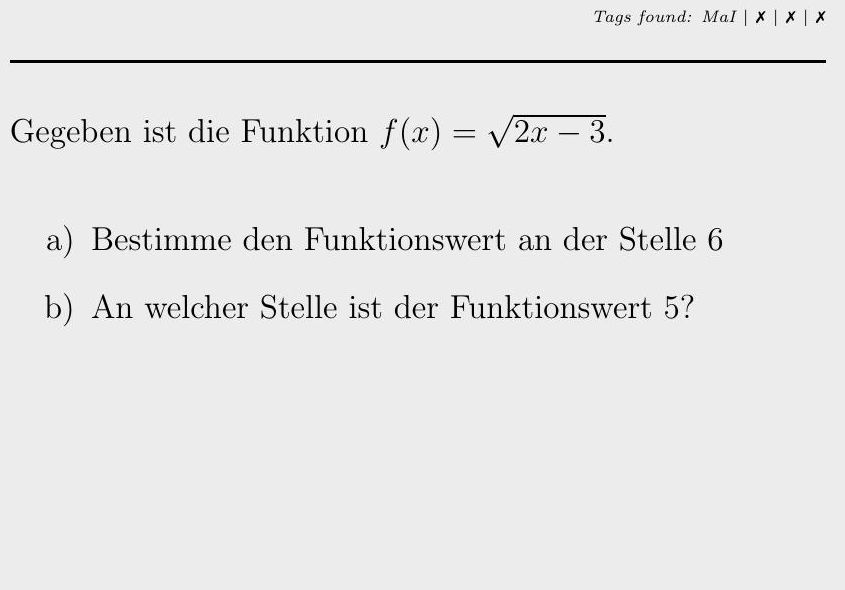 Tags found: MaI | ✗ | ✗ | ✗
Gegeben ist die Funktion f(x) = √(2x − 3).
a) Bestimme den Funktionswert an der Stelle 6
b) An welcher Stelle ist der Funktionswert 5?